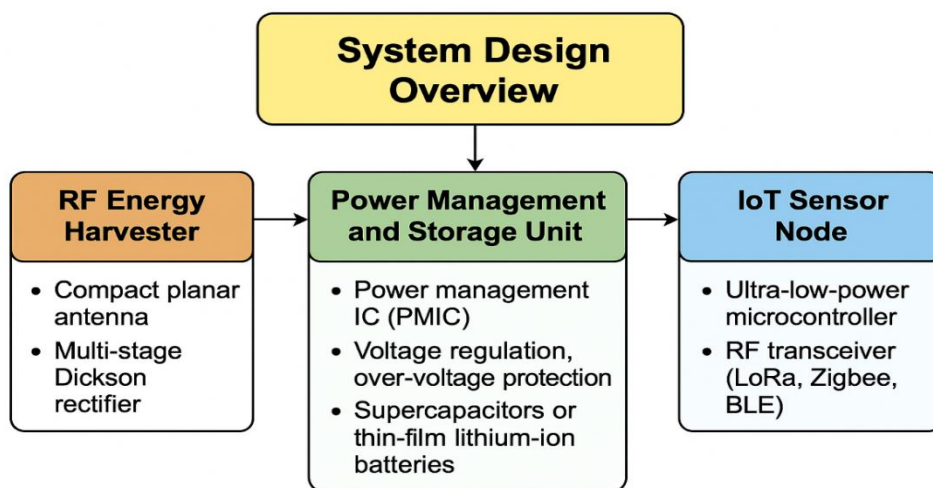 System Design
Overview
RF Energy
Harvester
• Compact planar
antenna
• Multi-stage
Dickson
rectifier
Power Management
and Storage Unit
• Power management
IC (PMIC)
• Voltage regulation,
over-voltage protection
• Supercapacitors or
thin-film lithium-ion
batteries
IoT Sensor
Node
• Ultra-low-power
microcontroller
• RF transceiver
(LoRa, Zigbee,
BLE)